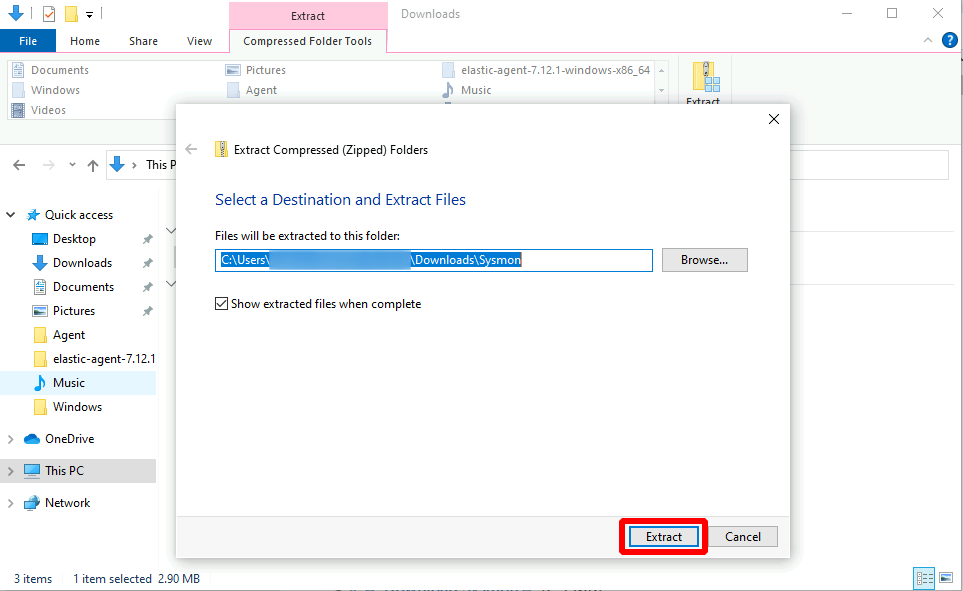 Extract
Downloads
File
Home
Share
View
Compressed Folder Tools
Documents
Pictures
elastic-agent-7.12.1-windows-x86_64
Windows
Agent
Music
Videos
Extract
This P
Extract Compressed (Zipped) Folders
Select a Destination and Extract Files
Files will be extracted to this folder:
C:\Users\ \Downloads\Sysmon
Browse...
Show extracted files when complete
Quick access
Desktop
Downloads
Documents
Pictures
Agent
elastic-agent-7.12.1
Music
Windows
OneDrive
This PC
Network
Extract
Cancel
3 items
1 item selected 2.90 MB